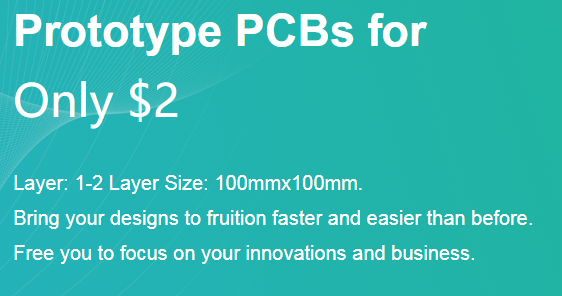 Prototype PCBs for
Only $2
Layer: 1-2 Layer Size: 100mmx100mm.
Bring your designs to fruition faster and easier than before.
Free you to focus on your innovations and business.